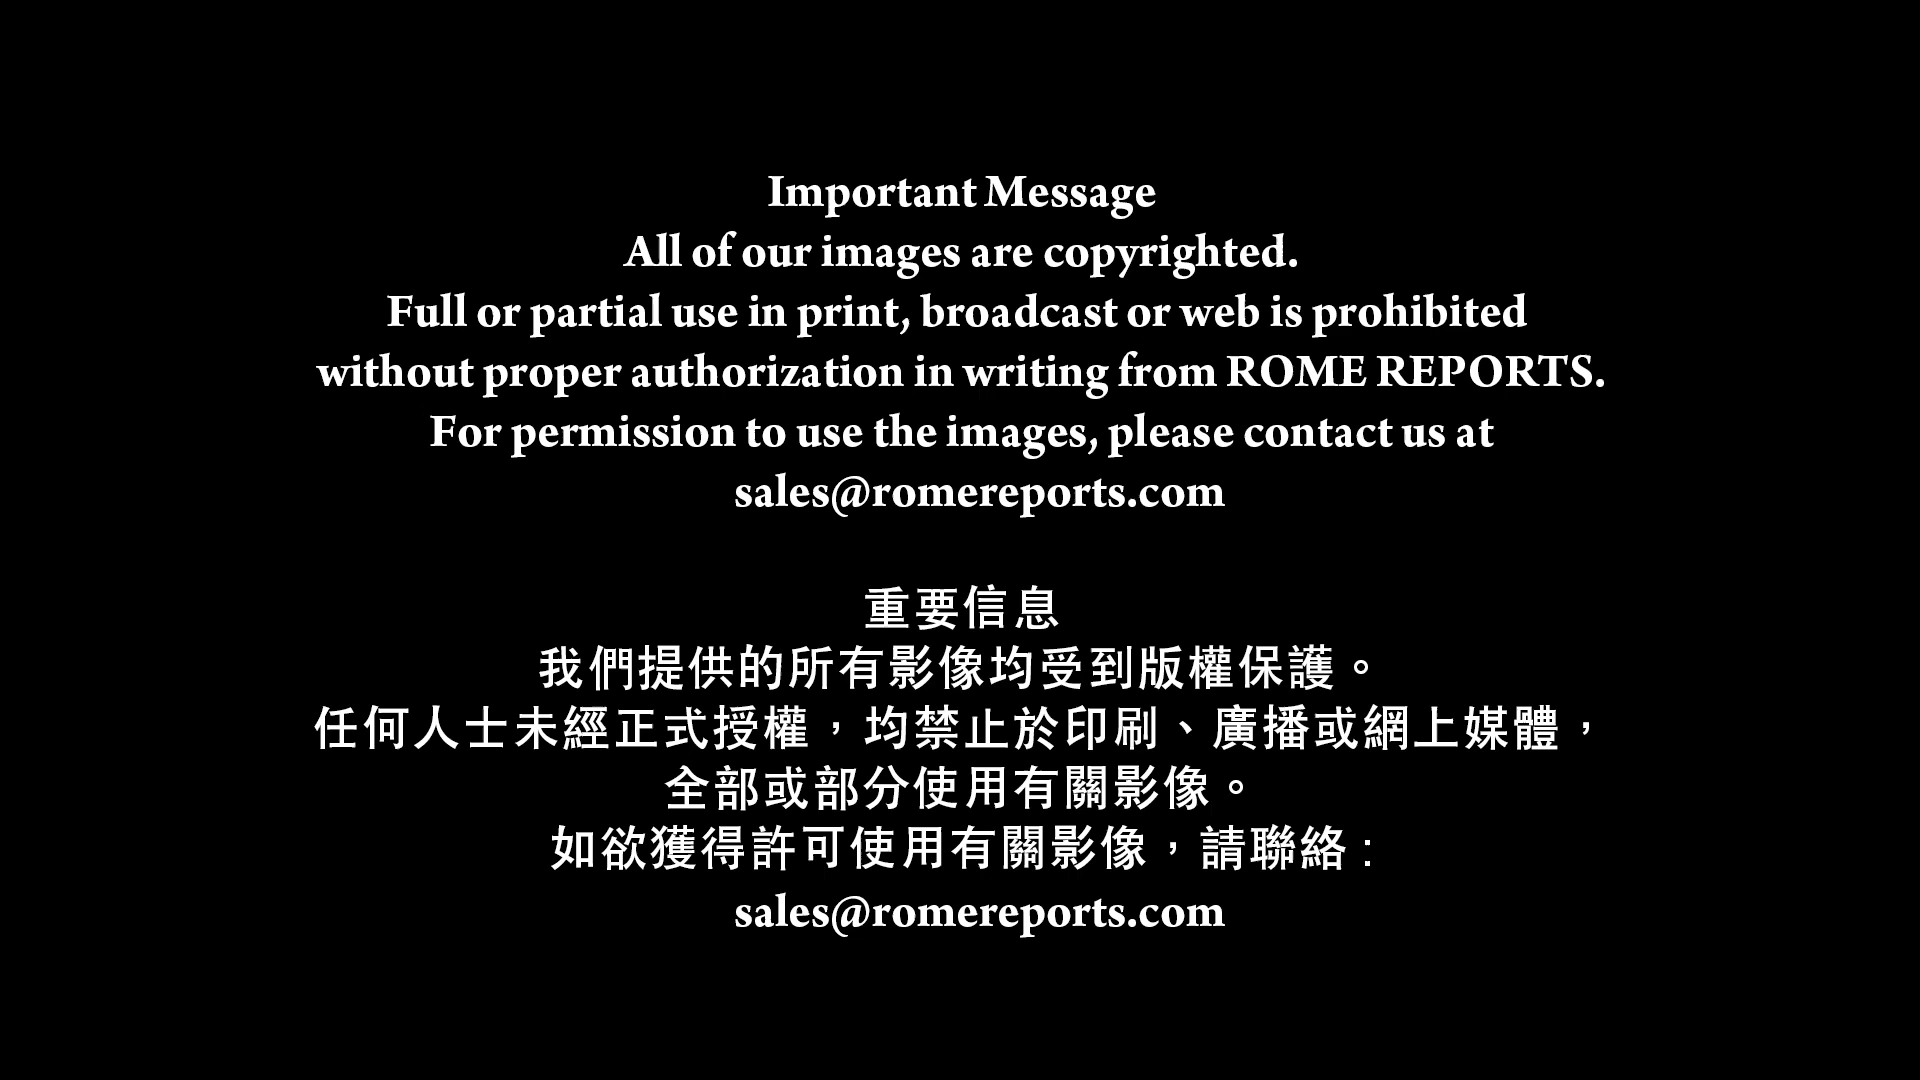 Important Message
All of our images are copyrighted.
Full or partial use in print, broadcast or web is prohibited
without proper authorization in writing from ROME REPORTS.
For permission to use the images, please contact us at
sales@romereports.com
重要信息
我們提供的所有影像均受到版權保護。
任何人士未經正式授權，均禁止於印刷、廣播或網上媒體，
全部或部分使用有關影像。
如欲獲得許可使用有關影像，請聯絡：
sales@romereports.com